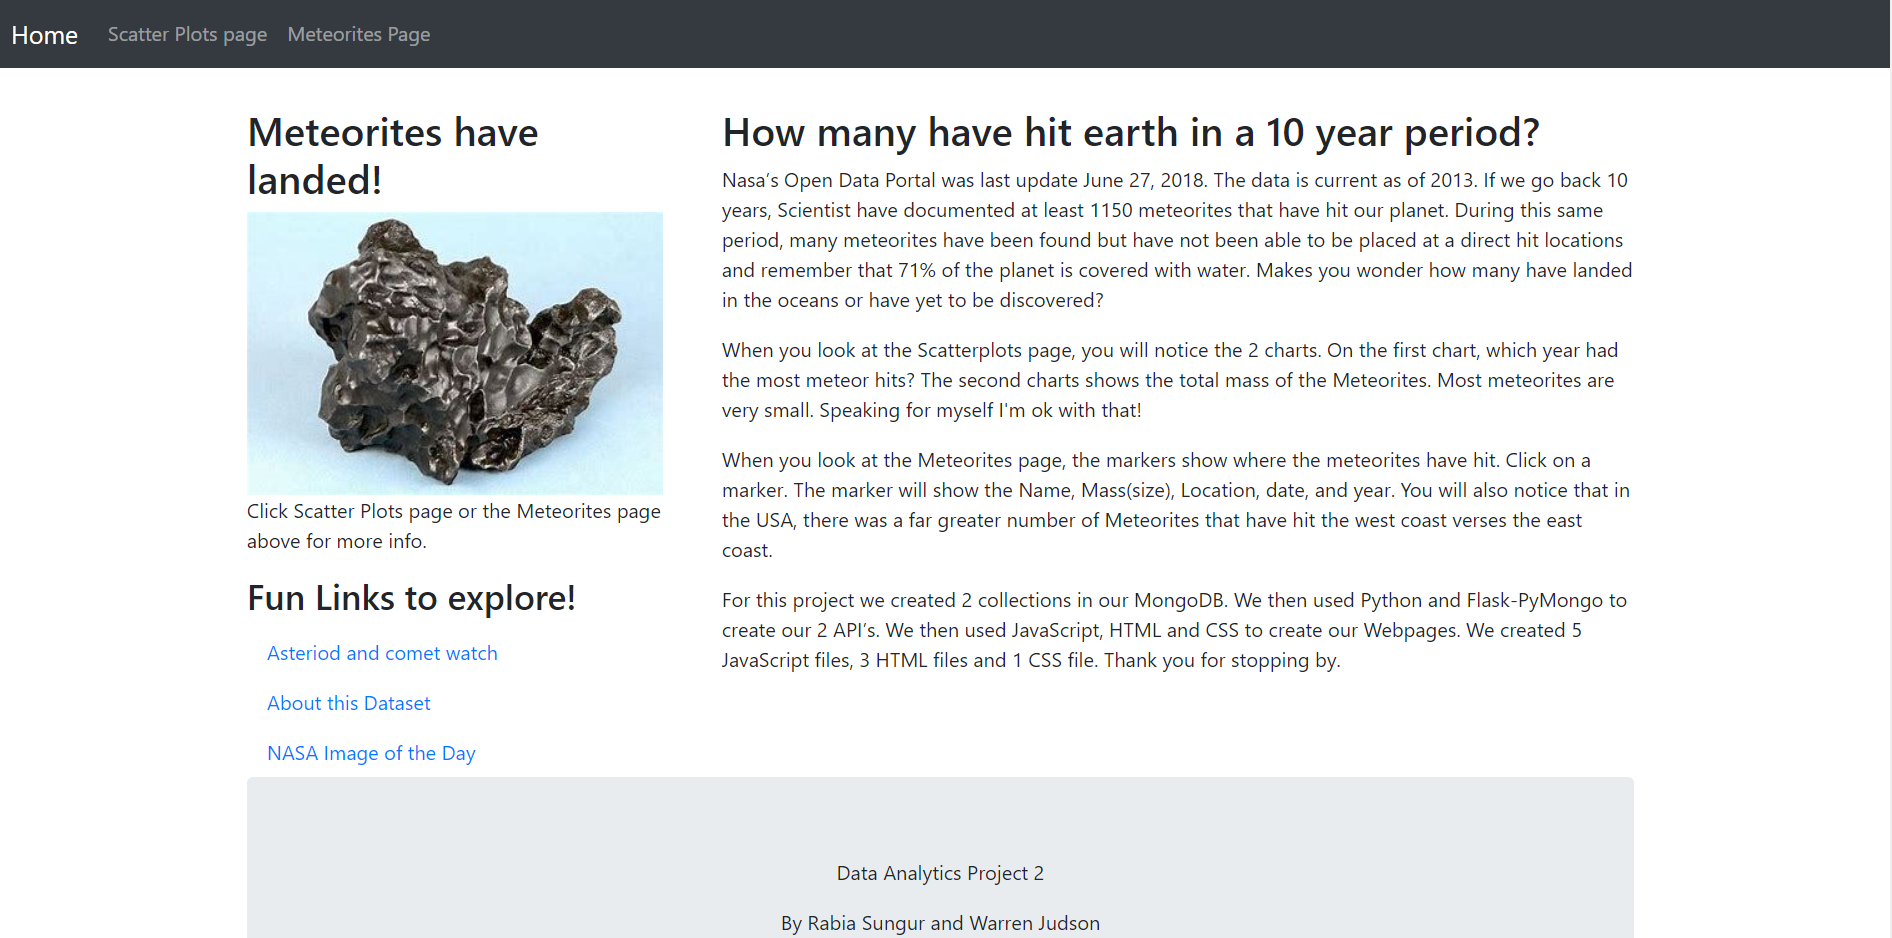 Home Scatter Plots page Meteorites Page
Meteorites have
landed!
Click Scatter Plots page or the Meteorites page
above for more info.
Fun Links to explore!
Asteriod and comet watch
About this Dataset
NASA Image of the Day
How many have hit earth in a 10 year period?
Nasa’s Open Data Portal was last update June 27, 2018. The data is current as of 2013. If we go back 10
years, Scientist have documented at least 1150 meteorites that have hit our planet. During this same
period, many meteorites have been found but have not been able to be placed at a direct hit locations
and remember that 71% of the planet is covered with water. Makes you wonder how many have landed
in the oceans or have yet to be discovered?
When you look at the Scatterplots page, you will notice the 2 charts. On the first chart, which year had
the most meteor hits? The second charts shows the total mass of the Meteorites. Most meteorites are
very small. Speaking for myself I'm ok with that!
When you look at the Meteorites page, the markers show where the meteorites have hit. Click on a
marker. The marker will show the Name, Mass(size), Location, date, and year. You will also notice that in
the USA, there was a far greater number of Meteorites that have hit the west coast verses the east
coast.
For this project we created 2 collections in our MongoDB. We then used Python and Flask-PyMongo to
create our 2 API’s. We then used JavaScript, HTML and CSS to create our Webpages. We created 5
JavaScript files, 3 HTML files and 1 CSS file. Thank you for stopping by.
Data Analytics Project 2
By Rabia Sungur and Warren Judson